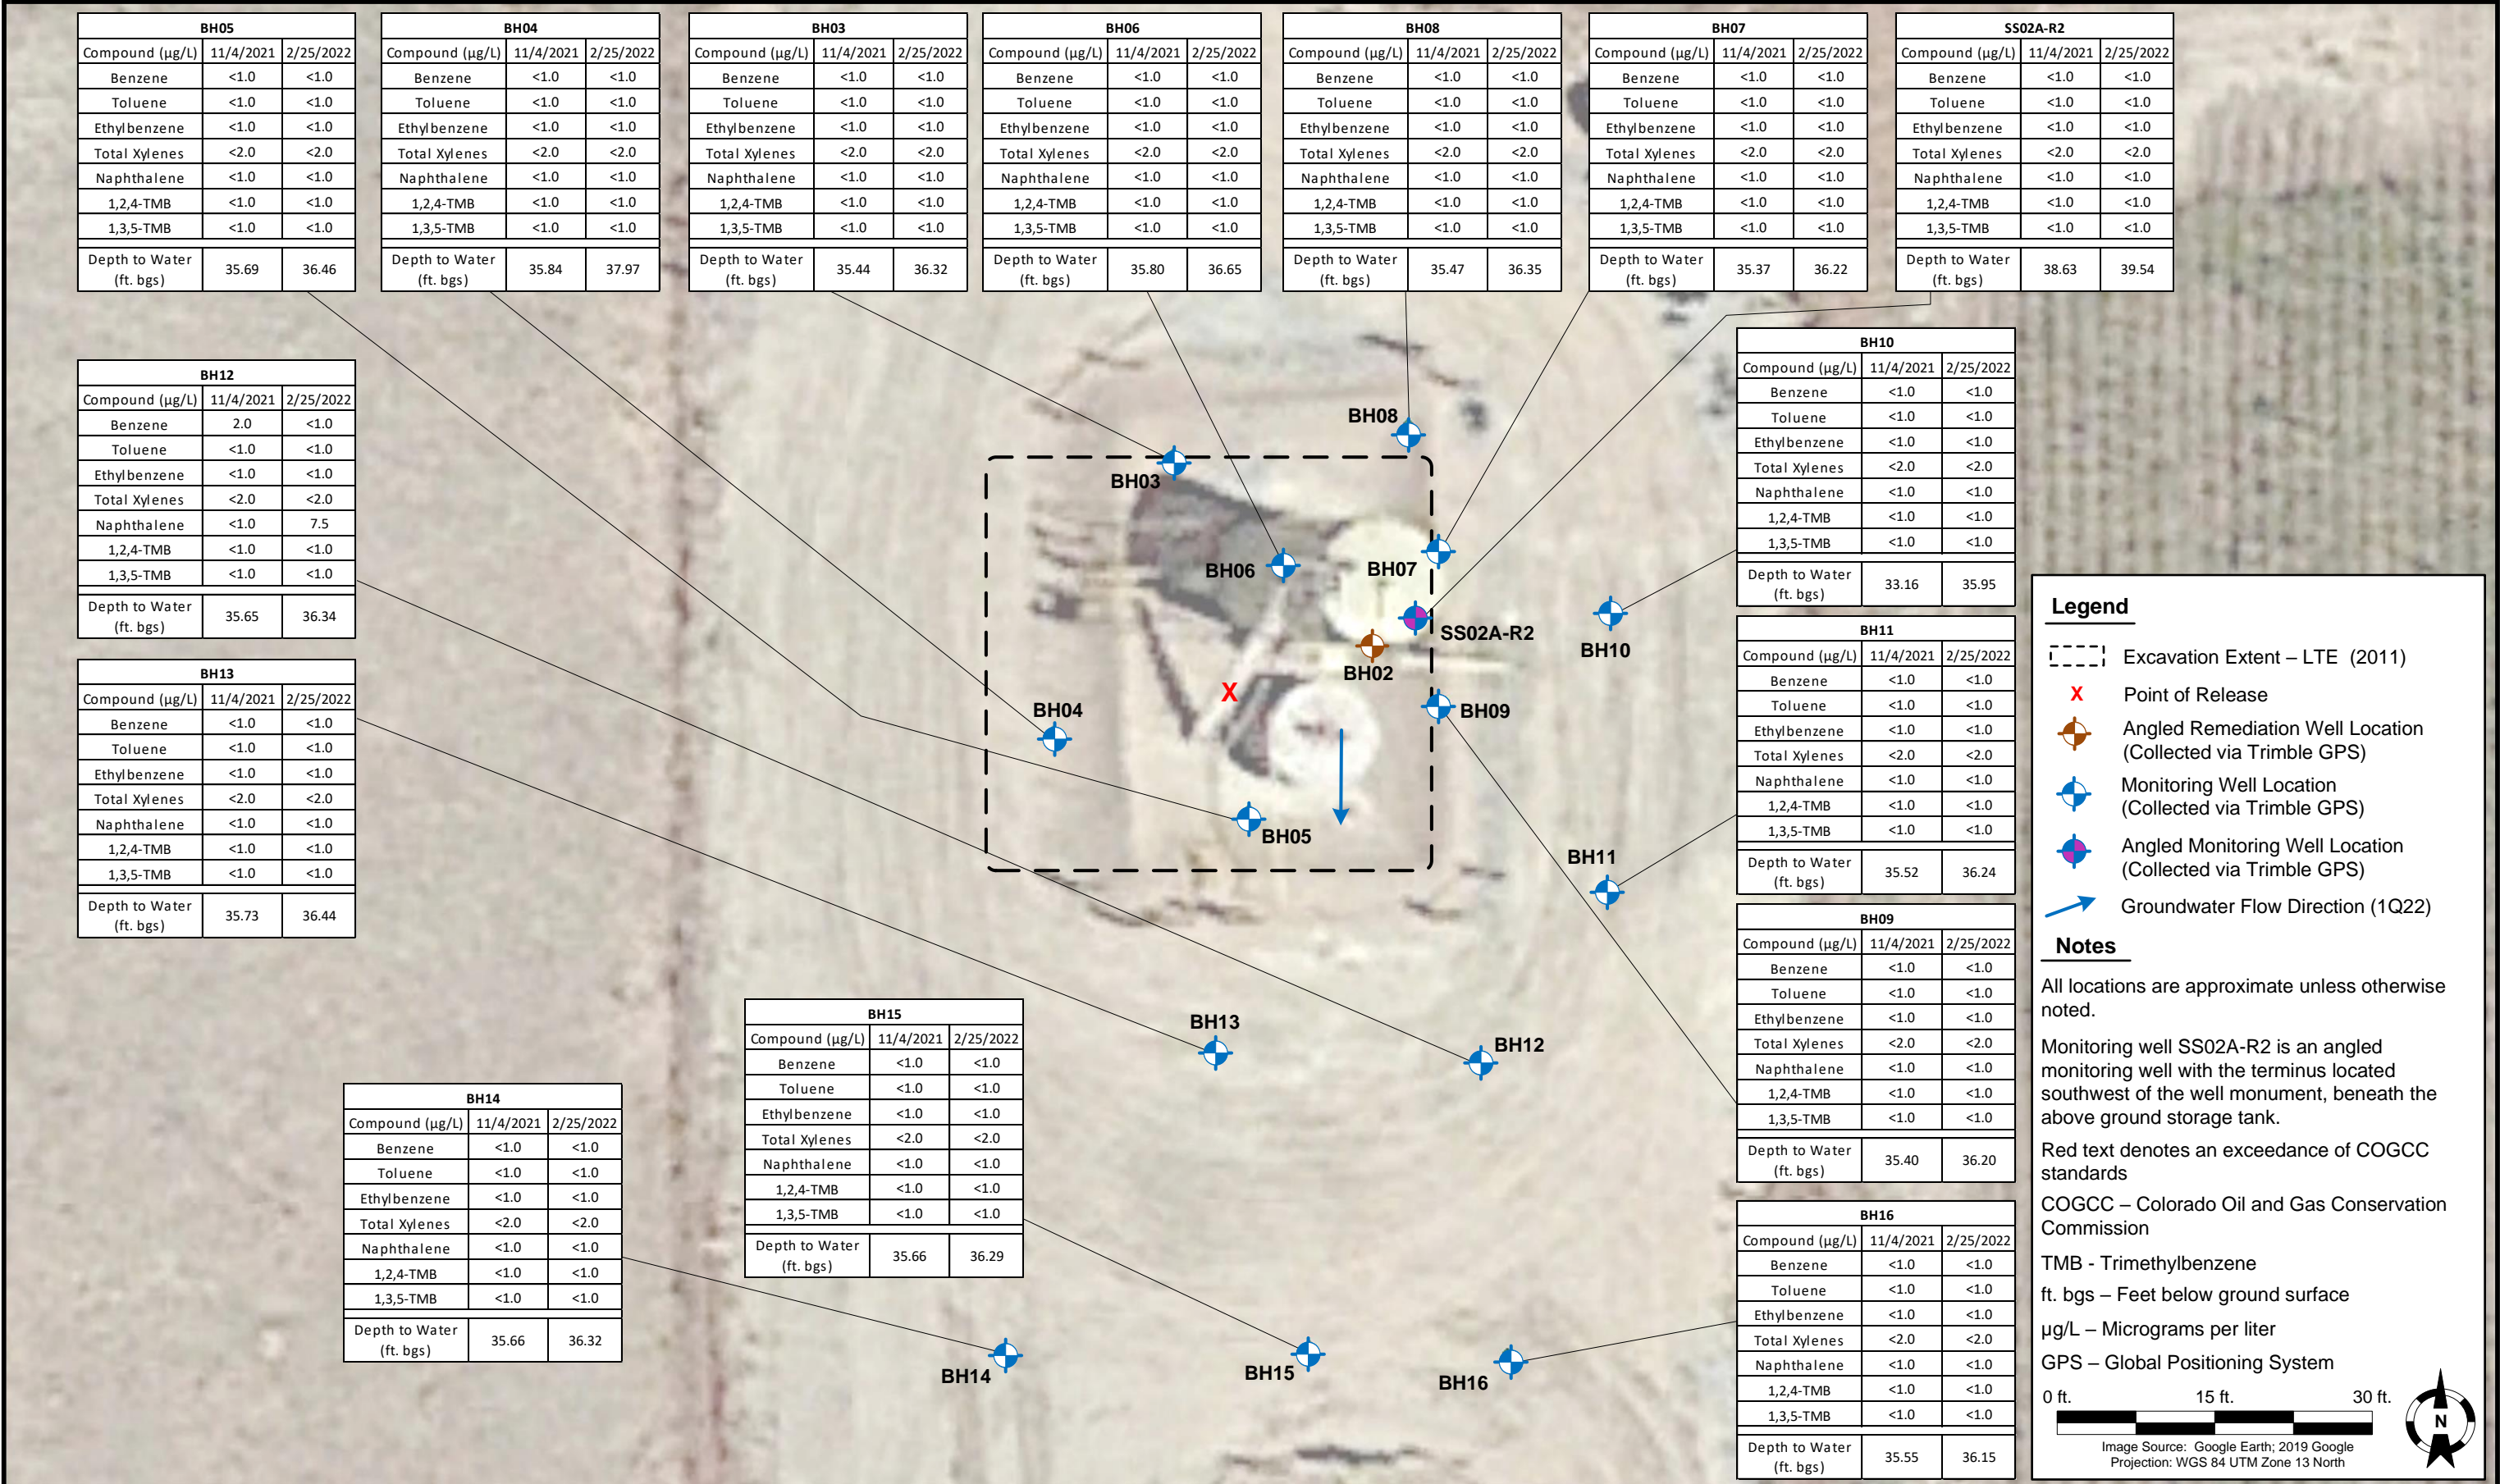 BH05
Compound (µg/L) 11/4/2021 2/25/2022
Benzene <1.0 <1.0
Toluene <1.0 <1.0
Ethylbenzene <1.0 <1.0
Total Xylenes <2.0 <2.0
Naphthalene <1.0 <1.0
1,2,4-TMB <1.0 <1.0
1,3,5-TMB <1.0 <1.0
Depth to Water
(ft. bgs) 35.69 36.46
BH04
Compound (µg/L) 11/4/2021 2/25/2022
Benzene <1.0 <1.0
Toluene <1.0 <1.0
Ethylbenzene <1.0 <1.0
Total Xylenes <2.0 <2.0
Naphthalene <1.0 <1.0
1,2,4-TMB <1.0 <1.0
1,3,5-TMB <1.0 <1.0
Depth to Water
(ft. bgs) 35.84 37.97
BH03
Compound (µg/L) 11/4/2021 2/25/2022
Benzene <1.0 <1.0
Toluene <1.0 <1.0
Ethylbenzene <1.0 <1.0
Total Xylenes <2.0 <2.0
Naphthalene <1.0 <1.0
1,2,4-TMB <1.0 <1.0
1,3,5-TMB <1.0 <1.0
Depth to Water
(ft. bgs) 35.44 36.32
BH06
Compound (µg/L) 11/4/2021 2/25/2022
Benzene <1.0 <1.0
Toluene <1.0 <1.0
Ethylbenzene <1.0 <1.0
Total Xylenes <2.0 <2.0
Naphthalene <1.0 <1.0
1,2,4-TMB <1.0 <1.0
1,3,5-TMB <1.0 <1.0
Depth to Water
(ft. bgs) 35.80 36.65
BH08
Compound (µg/L) 11/4/2021 2/25/2022
Benzene <1.0 <1.0
Toluene <1.0 <1.0
Ethylbenzene <1.0 <1.0
Total Xylenes <2.0 <2.0
Naphthalene <1.0 <1.0
1,2,4-TMB <1.0 <1.0
1,3,5-TMB <1.0 <1.0
Depth to Water
(ft. bgs) 35.47 36.35
BH07
Compound (µg/L) 11/4/2021 2/25/2022
Benzene <1.0 <1.0
Toluene <1.0 <1.0
Ethylbenzene <1.0 <1.0
Total Xylenes <2.0 <2.0
Naphthalene <1.0 <1.0
1,2,4-TMB <1.0 <1.0
1,3,5-TMB <1.0 <1.0
Depth to Water
(ft. bgs) 35.37 36.22
SS02A-R2
Compound (µg/L) 11/4/2021 2/25/2022
Benzene <1.0 <1.0
Toluene <1.0 <1.0
Ethylbenzene <1.0 <1.0
Total Xylenes <2.0 <2.0
Naphthalene <1.0 <1.0
1,2,4-TMB <1.0 <1.0
1,3,5-TMB <1.0 <1.0
Depth to Water
(ft. bgs) 38.63 39.54
BH12
Compound (µg/L) 11/4/2021 2/25/2022
Benzene 2.0 <1.0
Toluene <1.0 <1.0
Ethylbenzene <1.0 <1.0
Total Xylenes <2.0 <2.0
Naphthalene <1.0 7.5
1,2,4-TMB <1.0 <1.0
1,3,5-TMB <1.0 <1.0
Depth to Water
(ft. bgs) 35.65 36.34
BH13
Compound (µg/L) 11/4/2021 2/25/2022
Benzene <1.0 <1.0
Toluene <1.0 <1.0
Ethylbenzene <1.0 <1.0
Total Xylenes <2.0 <2.0
Naphthalene <1.0 <1.0
1,2,4-TMB <1.0 <1.0
1,3,5-TMB <1.0 <1.0
Depth to Water
(ft. bgs) 35.73 36.44
BH14
Compound (µg/L) 11/4/2021 2/25/2022
Benzene <1.0 <1.0
Toluene <1.0 <1.0
Ethylbenzene <1.0 <1.0
Total Xylenes <2.0 <2.0
Naphthalene <1.0 <1.0
1,2,4-TMB <1.0 <1.0
1,3,5-TMB <1.0 <1.0
Depth to Water
(ft. bgs) 35.66 36.32
BH15
Compound (µg/L) 11/4/2021 2/25/2022
Benzene <1.0 <1.0
Toluene <1.0 <1.0
Ethylbenzene <1.0 <1.0
Total Xylenes <2.0 <2.0
Naphthalene <1.0 <1.0
1,2,4-TMB <1.0 <1.0
1,3,5-TMB <1.0 <1.0
Depth to Water
(ft. bgs) 35.66 36.29
BH08
BH03
BH06
BH07
SS02A-R2
BH10
BH02
X
BH04
BH09
BH05
BH11
BH13
BH12
BH14
BH15
BH16
BH10
Compound (µg/L) 11/4/2021 2/25/2022
Benzene <1.0 <1.0
Toluene <1.0 <1.0
Ethylbenzene <1.0 <1.0
Total Xylenes <2.0 <2.0
Naphthalene <1.0 <1.0
1,2,4-TMB <1.0 <1.0
1,3,5-TMB <1.0 <1.0
Depth to Water
(ft. bgs) 33.16 35.95
BH11
Compound (µg/L) 11/4/2021 2/25/2022
Benzene <1.0 <1.0
Toluene <1.0 <1.0
Ethylbenzene <1.0 <1.0
Total Xylenes <2.0 <2.0
Naphthalene <1.0 <1.0
1,2,4-TMB <1.0 <1.0
1,3,5-TMB <1.0 <1.0
Depth to Water
(ft. bgs) 35.52 36.24
BH09
Compound (µg/L) 11/4/2021 2/25/2022
Benzene <1.0 <1.0
Toluene <1.0 <1.0
Ethylbenzene <1.0 <1.0
Total Xylenes <2.0 <2.0
Naphthalene <1.0 <1.0
1,2,4-TMB <1.0 <1.0
1,3,5-TMB <1.0 <1.0
Depth to Water
(ft. bgs) 35.40 36.20
BH16
Compound (µg/L) 11/4/2021 2/25/2022
Benzene <1.0 <1.0
Toluene <1.0 <1.0
Ethylbenzene <1.0 <1.0
Total Xylenes <2.0 <2.0
Naphthalene <1.0 <1.0
1,2,4-TMB <1.0 <1.0
1,3,5-TMB <1.0 <1.0
Depth to Water
(ft. bgs) 35.55 36.15
Legend
Excavation Extent – LTE (2011)
X Point of Release
Angled Remediation Well Location
(Collected via Trimble GPS)
Monitoring Well Location
(Collected via Trimble GPS)
Angled Monitoring Well Location
(Collected via Trimble GPS)
Groundwater Flow Direction (1Q22)
Notes
All locations are approximate unless otherwise
noted.
Monitoring well SS02A-R2 is an angled
monitoring well with the terminus located
southwest of the well monument, beneath the
above ground storage tank.
Red text denotes an exceedance of COGCC
standards
COGCC – Colorado Oil and Gas Conservation
Commission
TMB - Trimethylbenzene
ft. bgs – Feet below ground surface
µg/L – Micrograms per liter
GPS – Global Positioning System
0 ft. 15 ft. 30 ft.
N
Image Source: Google Earth; 2019 Google
Projection: WGS 84 UTM Zone 13 North